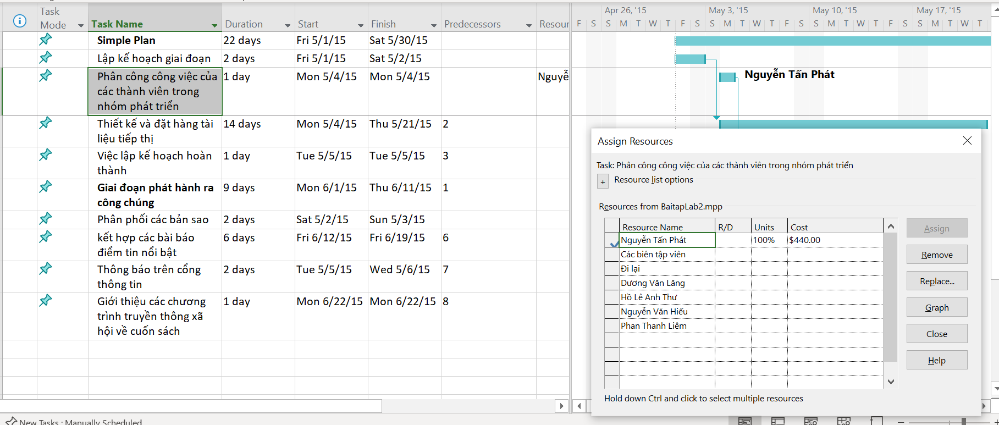 Task Mode
Task Name
Duration
Start
Finish
Predecessors
Resour
Apr 26, '15
May 3, '15
May 10, '15
May 17, '15
F S S M T W T F S S M T W T F S S M T W T F S S M T W T
Simple Plan 22 days Fri 5/1/15 Sat 5/30/15
Lập kế hoạch giai đoạn 2 days Fri 5/1/15 Sat 5/2/15
Phân công công việc của 1 day Mon 5/4/15 Mon 5/4/15 Nguyễ
các thành viên trong
nhóm phát triển
Nguyễn Tấn Phát
Thiết kế và đặt hàng tài 14 days Mon 5/4/15 Thu 5/21/15 2
liệu tiếp thị
Việc lập kế hoạch hoàn 1 day Tue 5/5/15 Tue 5/5/15 3
thành
Giai đoạn phát hành ra 9 days Mon 6/1/15 Thu 6/11/15 1
công chúng
Phân phối các bản sao 2 days Sat 5/2/15 Sun 5/3/15
kết hợp các bài báo 6 days Fri 6/12/15 Fri 6/19/15 6
điểm tin nổi bật
Thông báo trên cổng 2 days Tue 5/5/15 Wed 5/6/15 7
thông tin
Giới thiệu các chương 1 day Mon 6/22/15 Mon 6/22/15 8
trình truyền thông xã
hội về cuốn sách
Assign Resources
Task: Phân công công việc của các thành viên trong nhóm phát triển
+ Resource list options
Resources from BaitapLab2.mpp
Resource Name R/D Units Cost
Nguyễn Tấn Phát 100% $440.00
Các biên tập viên
Đi lại
Dương Văn Lăng
Hồ Lê Anh Thư
Nguyễn Văn Hiếu
Phan Thanh Liêm
Assign
Remove
Replace...
Graph
Close
Help
Hold down Ctrl and click to select multiple resources
New Tasks : Manually Scheduled